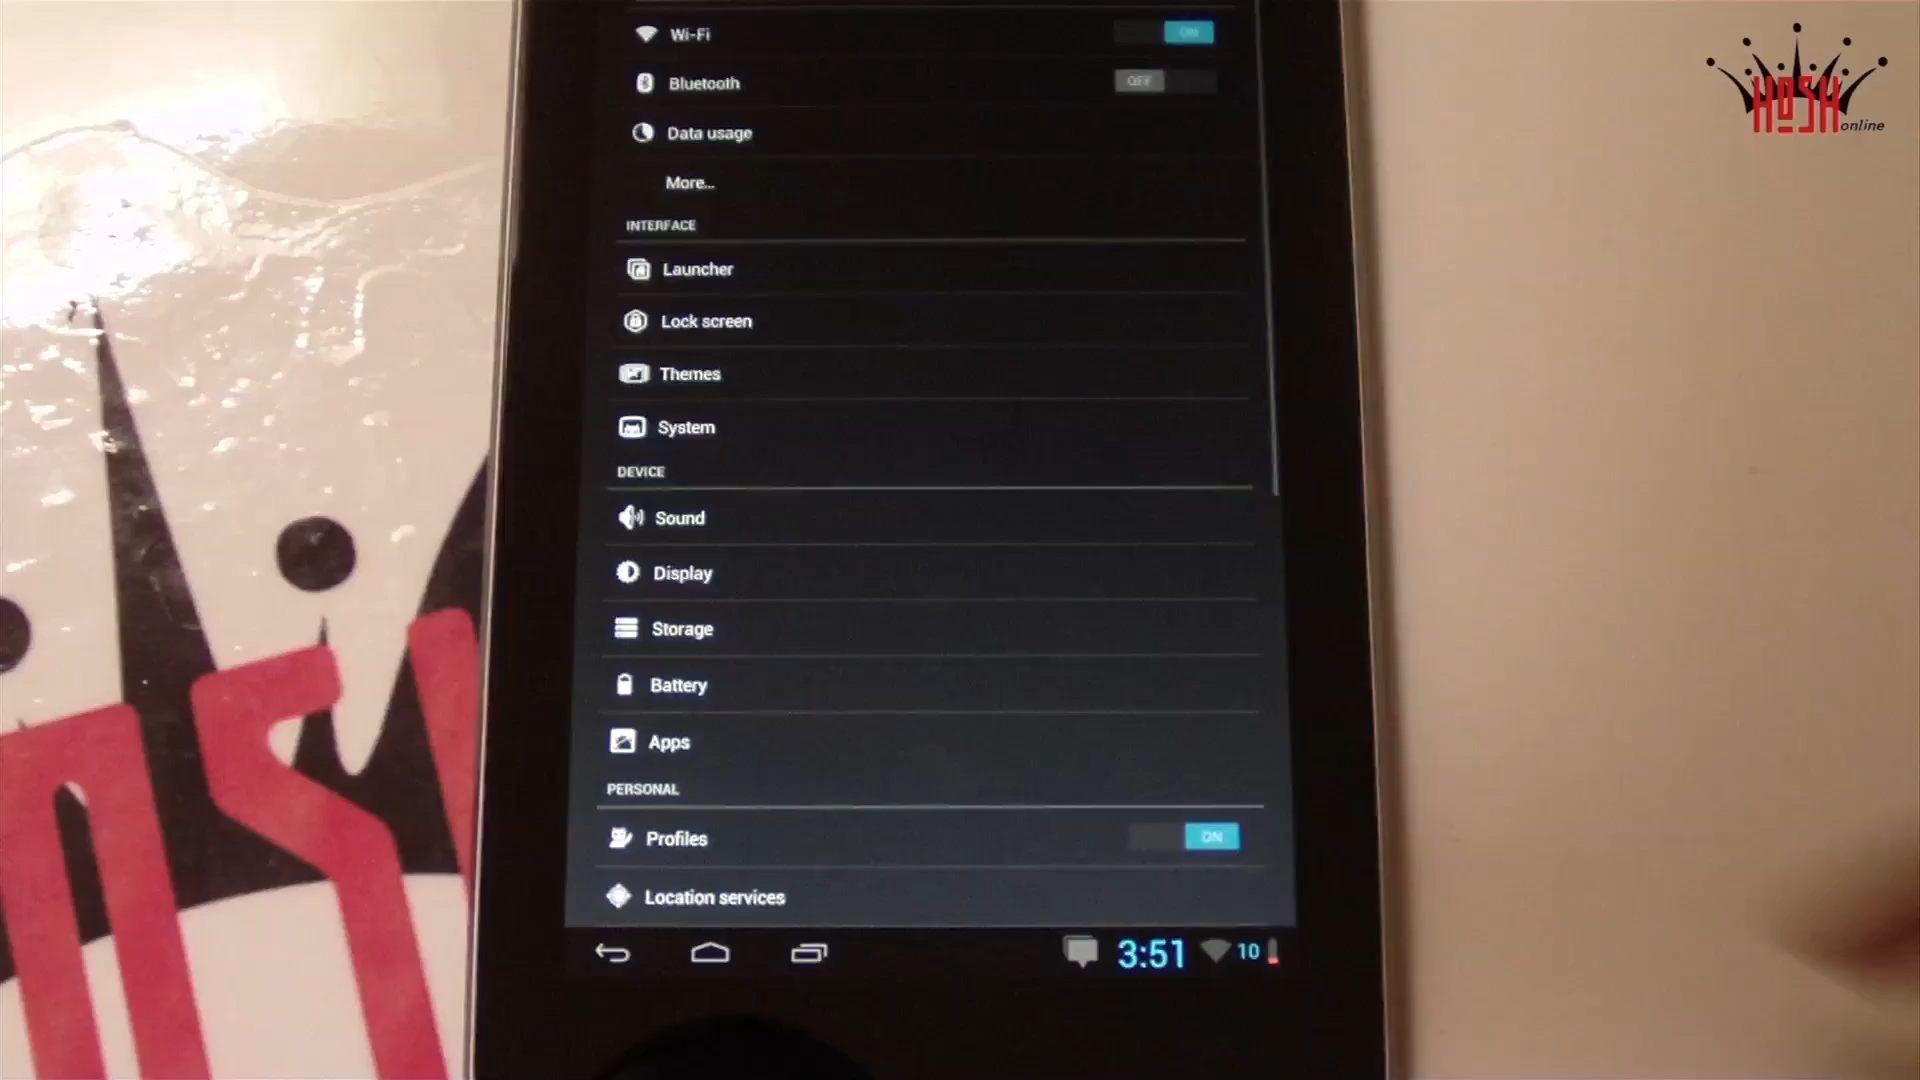 HOSH
online
Wi-Fi ON
Bluetooth OFF
Data usage
More...
INTERFACE
Launcher
Lock screen
Themes
System
DEVICE
Sound
Display
Storage
Battery
Apps
PERSONAL
Profiles ON
Location services
3:51 10